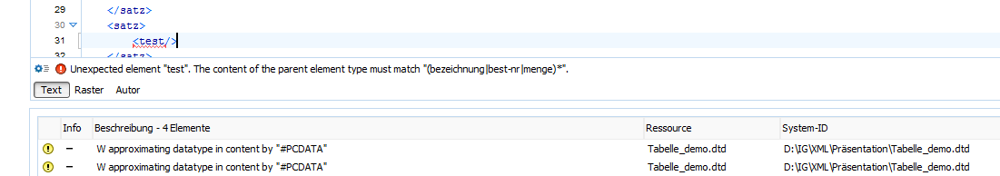 29 </satz>
30 <satz>
31 <test/>
32 </satz>
Unexpected element "test". The content of the parent element type must match "(bezeichnung|best-nr|menge)*".
Text Raster Autor
Info Beschreibung - 4 Elemente Ressource System-ID
– W approximating datatype in content by "#PCDATA" Tabelle_demo.dtd D:\IG\XML\Präsentation\Tabelle_demo.dtd
– W approximating datatype in content by "#PCDATA" Tabelle_demo.dtd D:\IG\XML\Präsentation\Tabelle_demo.dtd